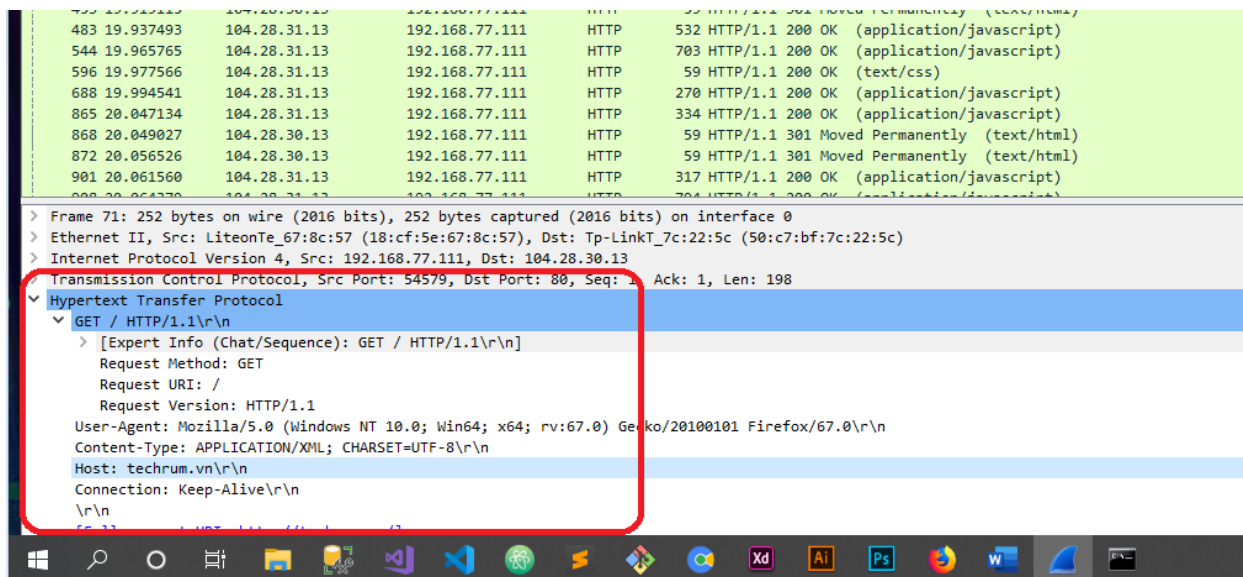 483 19.937493 104.28.31.13 192.168.77.111 HTTP 532 HTTP/1.1 200 OK (application/javascript)
544 19.965765 104.28.31.13 192.168.77.111 HTTP 703 HTTP/1.1 200 OK (application/javascript)
596 19.977566 104.28.31.13 192.168.77.111 HTTP 59 HTTP/1.1 200 OK (text/css)
688 19.994541 104.28.31.13 192.168.77.111 HTTP 270 HTTP/1.1 200 OK (application/javascript)
865 20.047134 104.28.31.13 192.168.77.111 HTTP 334 HTTP/1.1 200 OK (application/javascript)
868 20.049027 104.28.30.13 192.168.77.111 HTTP 59 HTTP/1.1 301 Moved Permanently (text/html)
872 20.056526 104.28.30.13 192.168.77.111 HTTP 59 HTTP/1.1 301 Moved Permanently (text/html)
901 20.061560 104.28.30.13 192.168.77.111 HTTP 317 HTTP/1.1 200 OK (application/javascript)
Frame 71: 252 bytes on wire (2016 bits), 252 bytes captured (2016 bits) on interface 0
Ethernet II, Src: LiteonTe_67:8c:57 (18:cf:5e:67:8c:57), Dst: Tp-LinkT_7c:22:5c (50:c7:bf:7c:22:5c)
Internet Protocol Version 4, Src: 192.168.77.111, Dst: 104.28.30.13
Transmission Control Protocol, Src Port: 54579, Dst Port: 80, Seq: 1, Ack: 1, Len: 198
Hypertext Transfer Protocol
GET / HTTP/1.1\r\n
[Expert Info (Chat/Sequence): GET / HTTP/1.1\r\n]
Request Method: GET
Request URI: /
Request Version: HTTP/1.1
User-Agent: Mozilla/5.0 (Windows NT 10.0; Win64; x64; rv:67.0) Gecko/20100101 Firefox/67.0\r\n
Content-Type: APPLICATION/XML; CHARSET=UTF-8\r\n
Host: techrum.vn\r\n
Connection: Keep-Alive\r\n
\r\n
Xd Ai Ps W